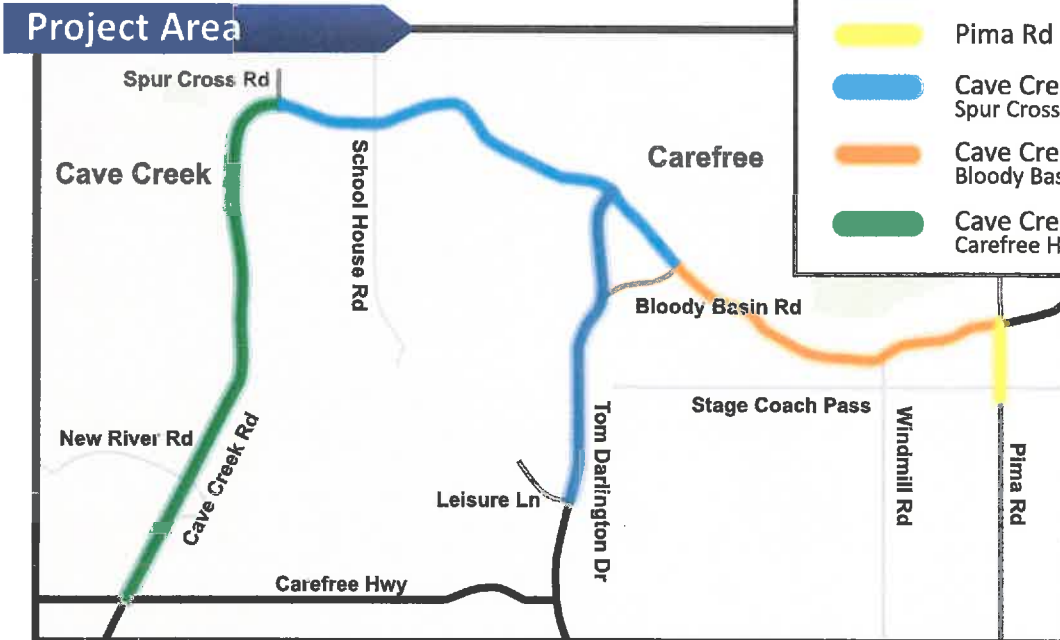 Project Area
Pima Rd
Cave Cre
Spur Cross
Cave Cre
Bloody Bas
Cave Cre
Carefree H
Spur Cross Rd
Cave Creek
School House Rd
Carefree
Bloody Basin Rd
Stage Coach Pass
Windmill Rd
Pima Rd
New River Rd
Cave Creek Rd
Leisure Ln
Tom Darlington Dr
Carefree Hwy